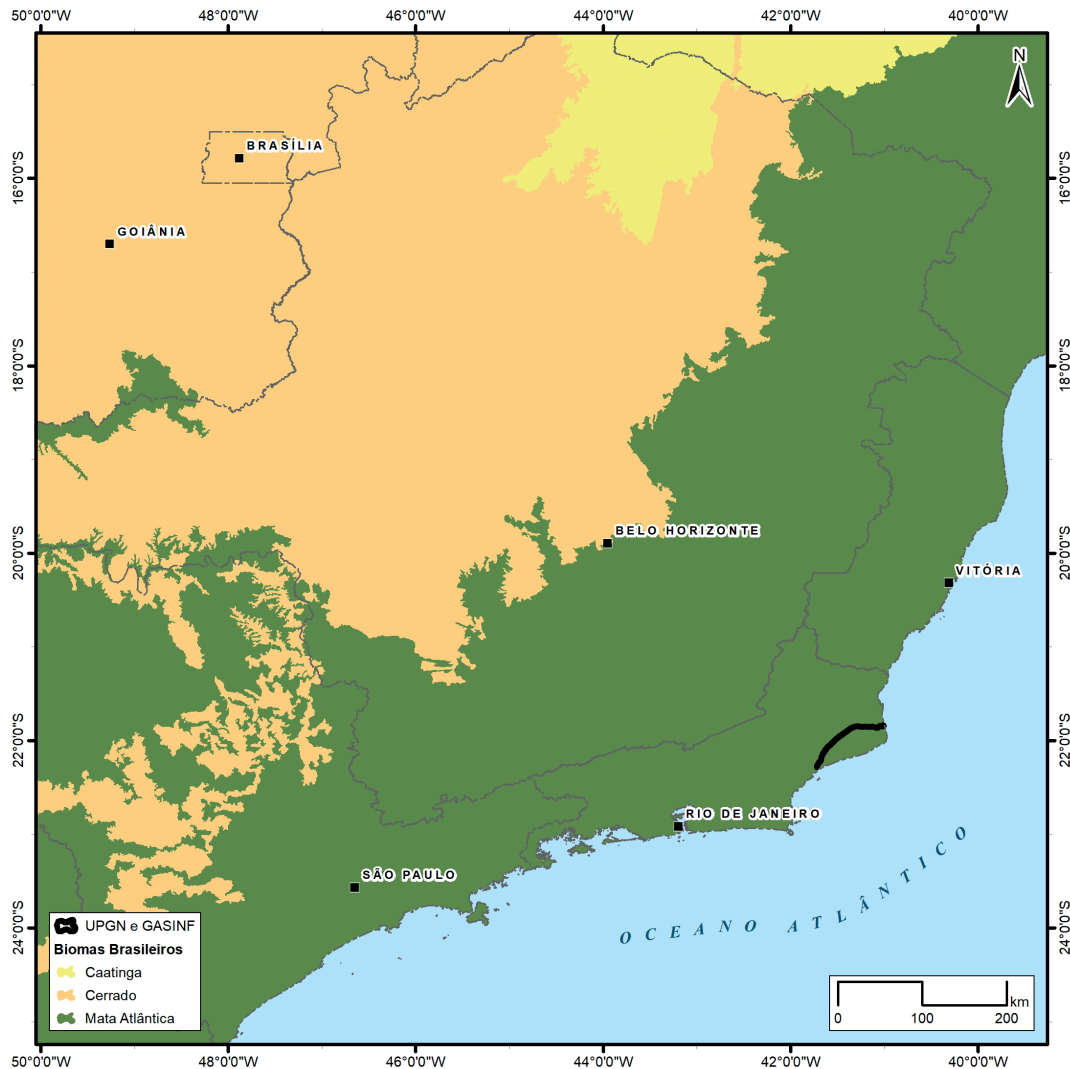 50°0'0"W 48°0'0"W 46°0'0"W 44°0'0"W 42°0'0"W 40°0'0"W
N
BRASÍLIA
16°0'0"S 16°0'0"S
GOIÂNIA
18°0'0"S 18°0'0"S
BELO HORIZONTE
20°0'0"S 20°0'0"S
VITÓRIA
22°0'0"S 22°0'0"S
RIO DE JANEIRO
SÃO PAULO
OCEANO ATLÂNTICO
24°0'0"S 24°0'0"S
UPGN e GASINF
Biomas Brasileiros
Caatinga
Cerrado
Mata Atlântica
km
0 100 200
50°0'0"W 48°0'0"W 46°0'0"W 44°0'0"W 42°0'0"W 40°0'0"W